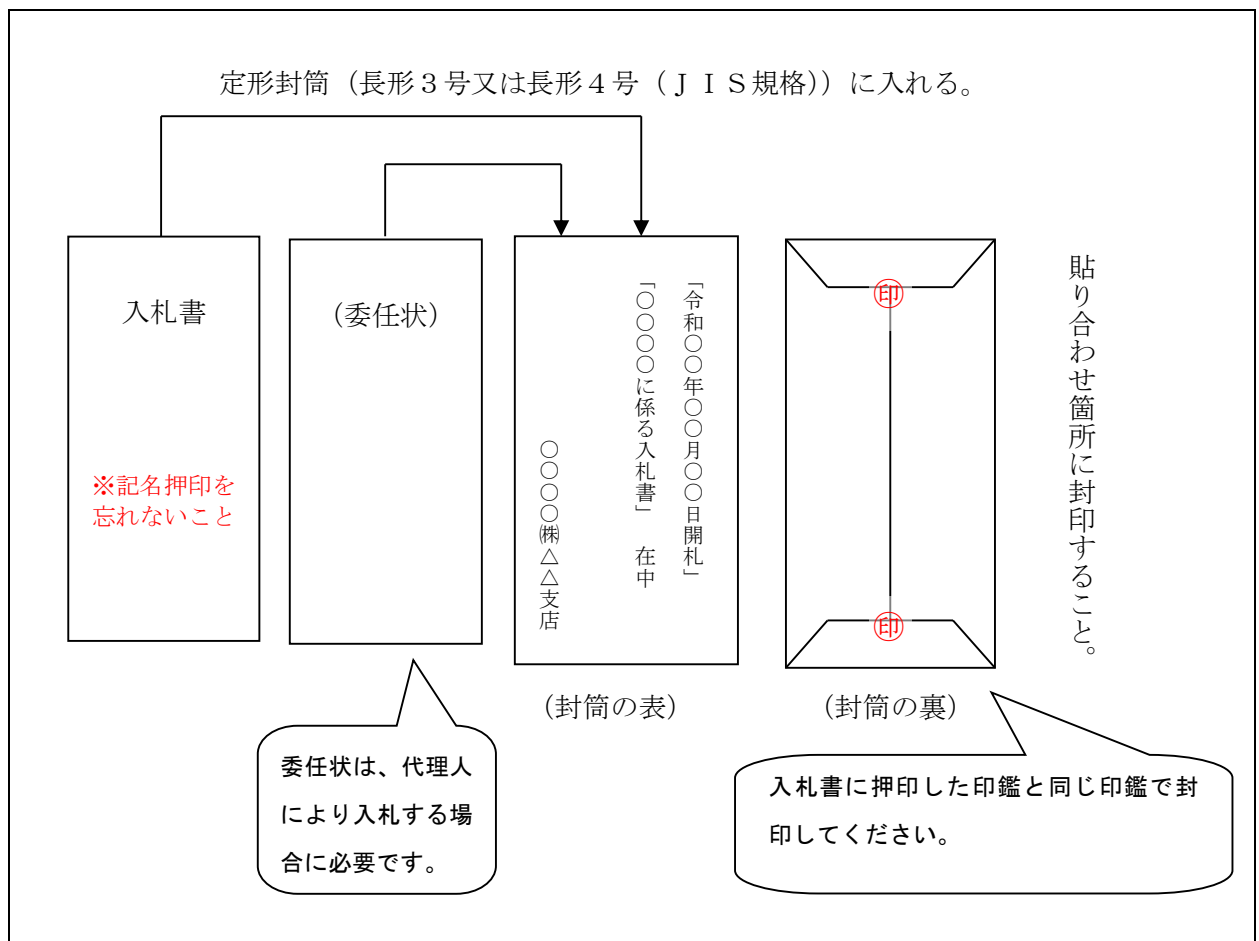 定形封筒（長形３号又は長形４号（ＪＩＳ規格））に入れる。
入札書
※記名押印を
忘れないこと
（委任状）
「令和〇〇年〇〇月〇〇日開札」
「〇〇〇〇に係る入札書」　在中
〇〇〇〇㈱△△支店
印
印
貼り合わせ箇所に封印すること。
（封筒の表）
（封筒の裏）
委任状は、代理人
により入札する場
合に必要です。
入札書に押印した印鑑と同じ印鑑で封
印してください。